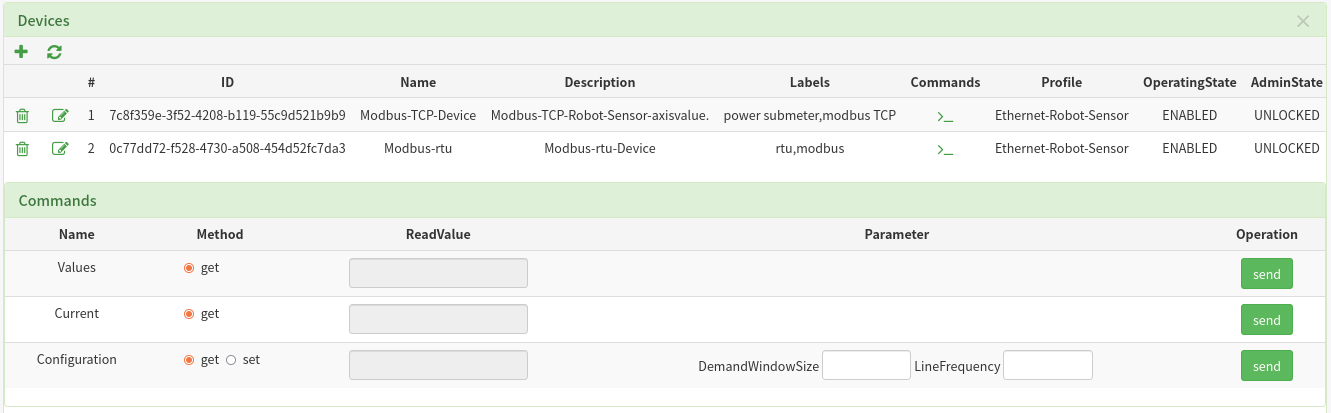 Devices
# ID Name Description Labels Commands Profile OperatingState AdminState
1 7c8f359e-3f52-4208-b119-55c9d521b9b9 Modbus-TCP-Device Modbus-TCP-Robot-Sensor-axisvalue. power submeter,modbus TCP >_ Ethernet-Robot-Sensor ENABLED UNLOCKED
2 0c77dd72-f528-4730-a508-454d52fc7da3 Modbus-rtu Modbus-rtu-Device rtu,modbus >_ Ethernet-Robot-Sensor ENABLED UNLOCKED
Commands
Name Method ReadValue Parameter Operation
Values get send
Current get send
Configuration get set DemandWindowSize LineFrequency send